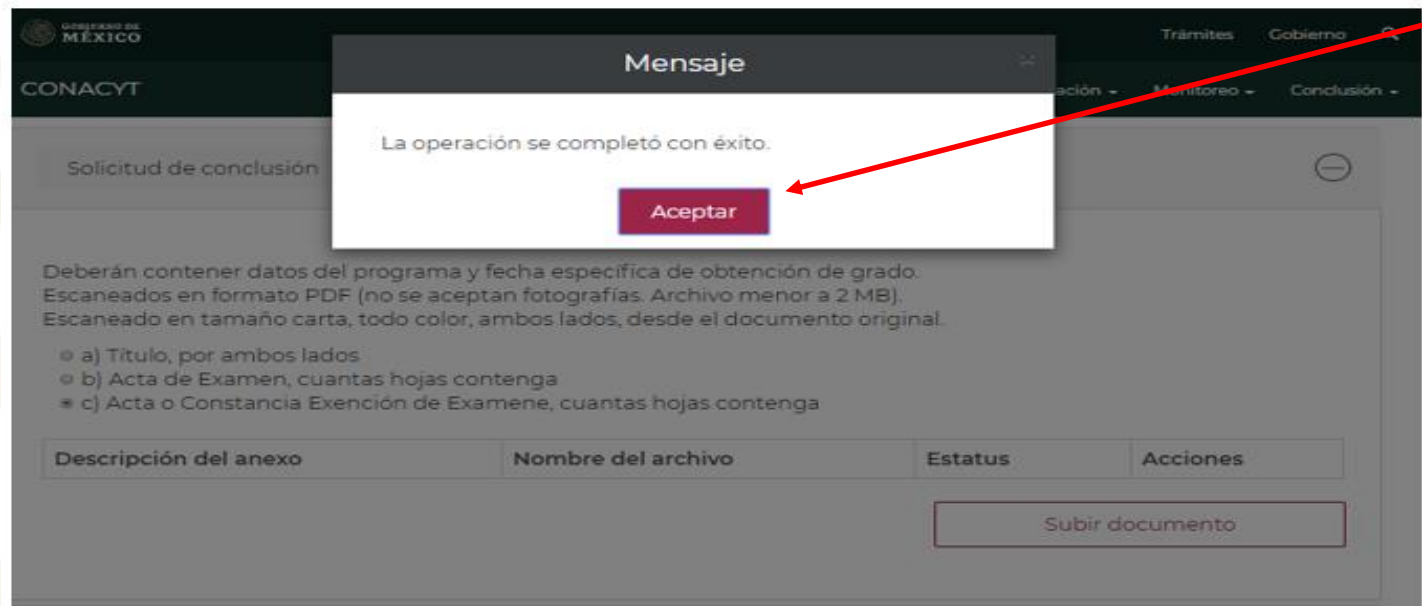 GOBIERNO DE
MÉXICO
Trámites Gobierno
Mensaje
CONACYT
ación Monitoreo Conclusión
La operación se completó con éxito.
Solicitud de conclusión
Aceptar
Deberán contener datos del programa y fecha específica de obtención de grado.
Escaneados en formato PDF (no se aceptan fotografías. Archivo menor a 2 MB).
Escaneado en tamaño carta, todo color, ambos lados, desde el documento original.
a) Título, por ambos lados
b) Acta de Examen, cuantas hojas contenga
c) Acta o Constancia Exención de Examene, cuantas hojas contenga
Descripción del anexo Nombre del archivo Estatus Acciones
Subir documento